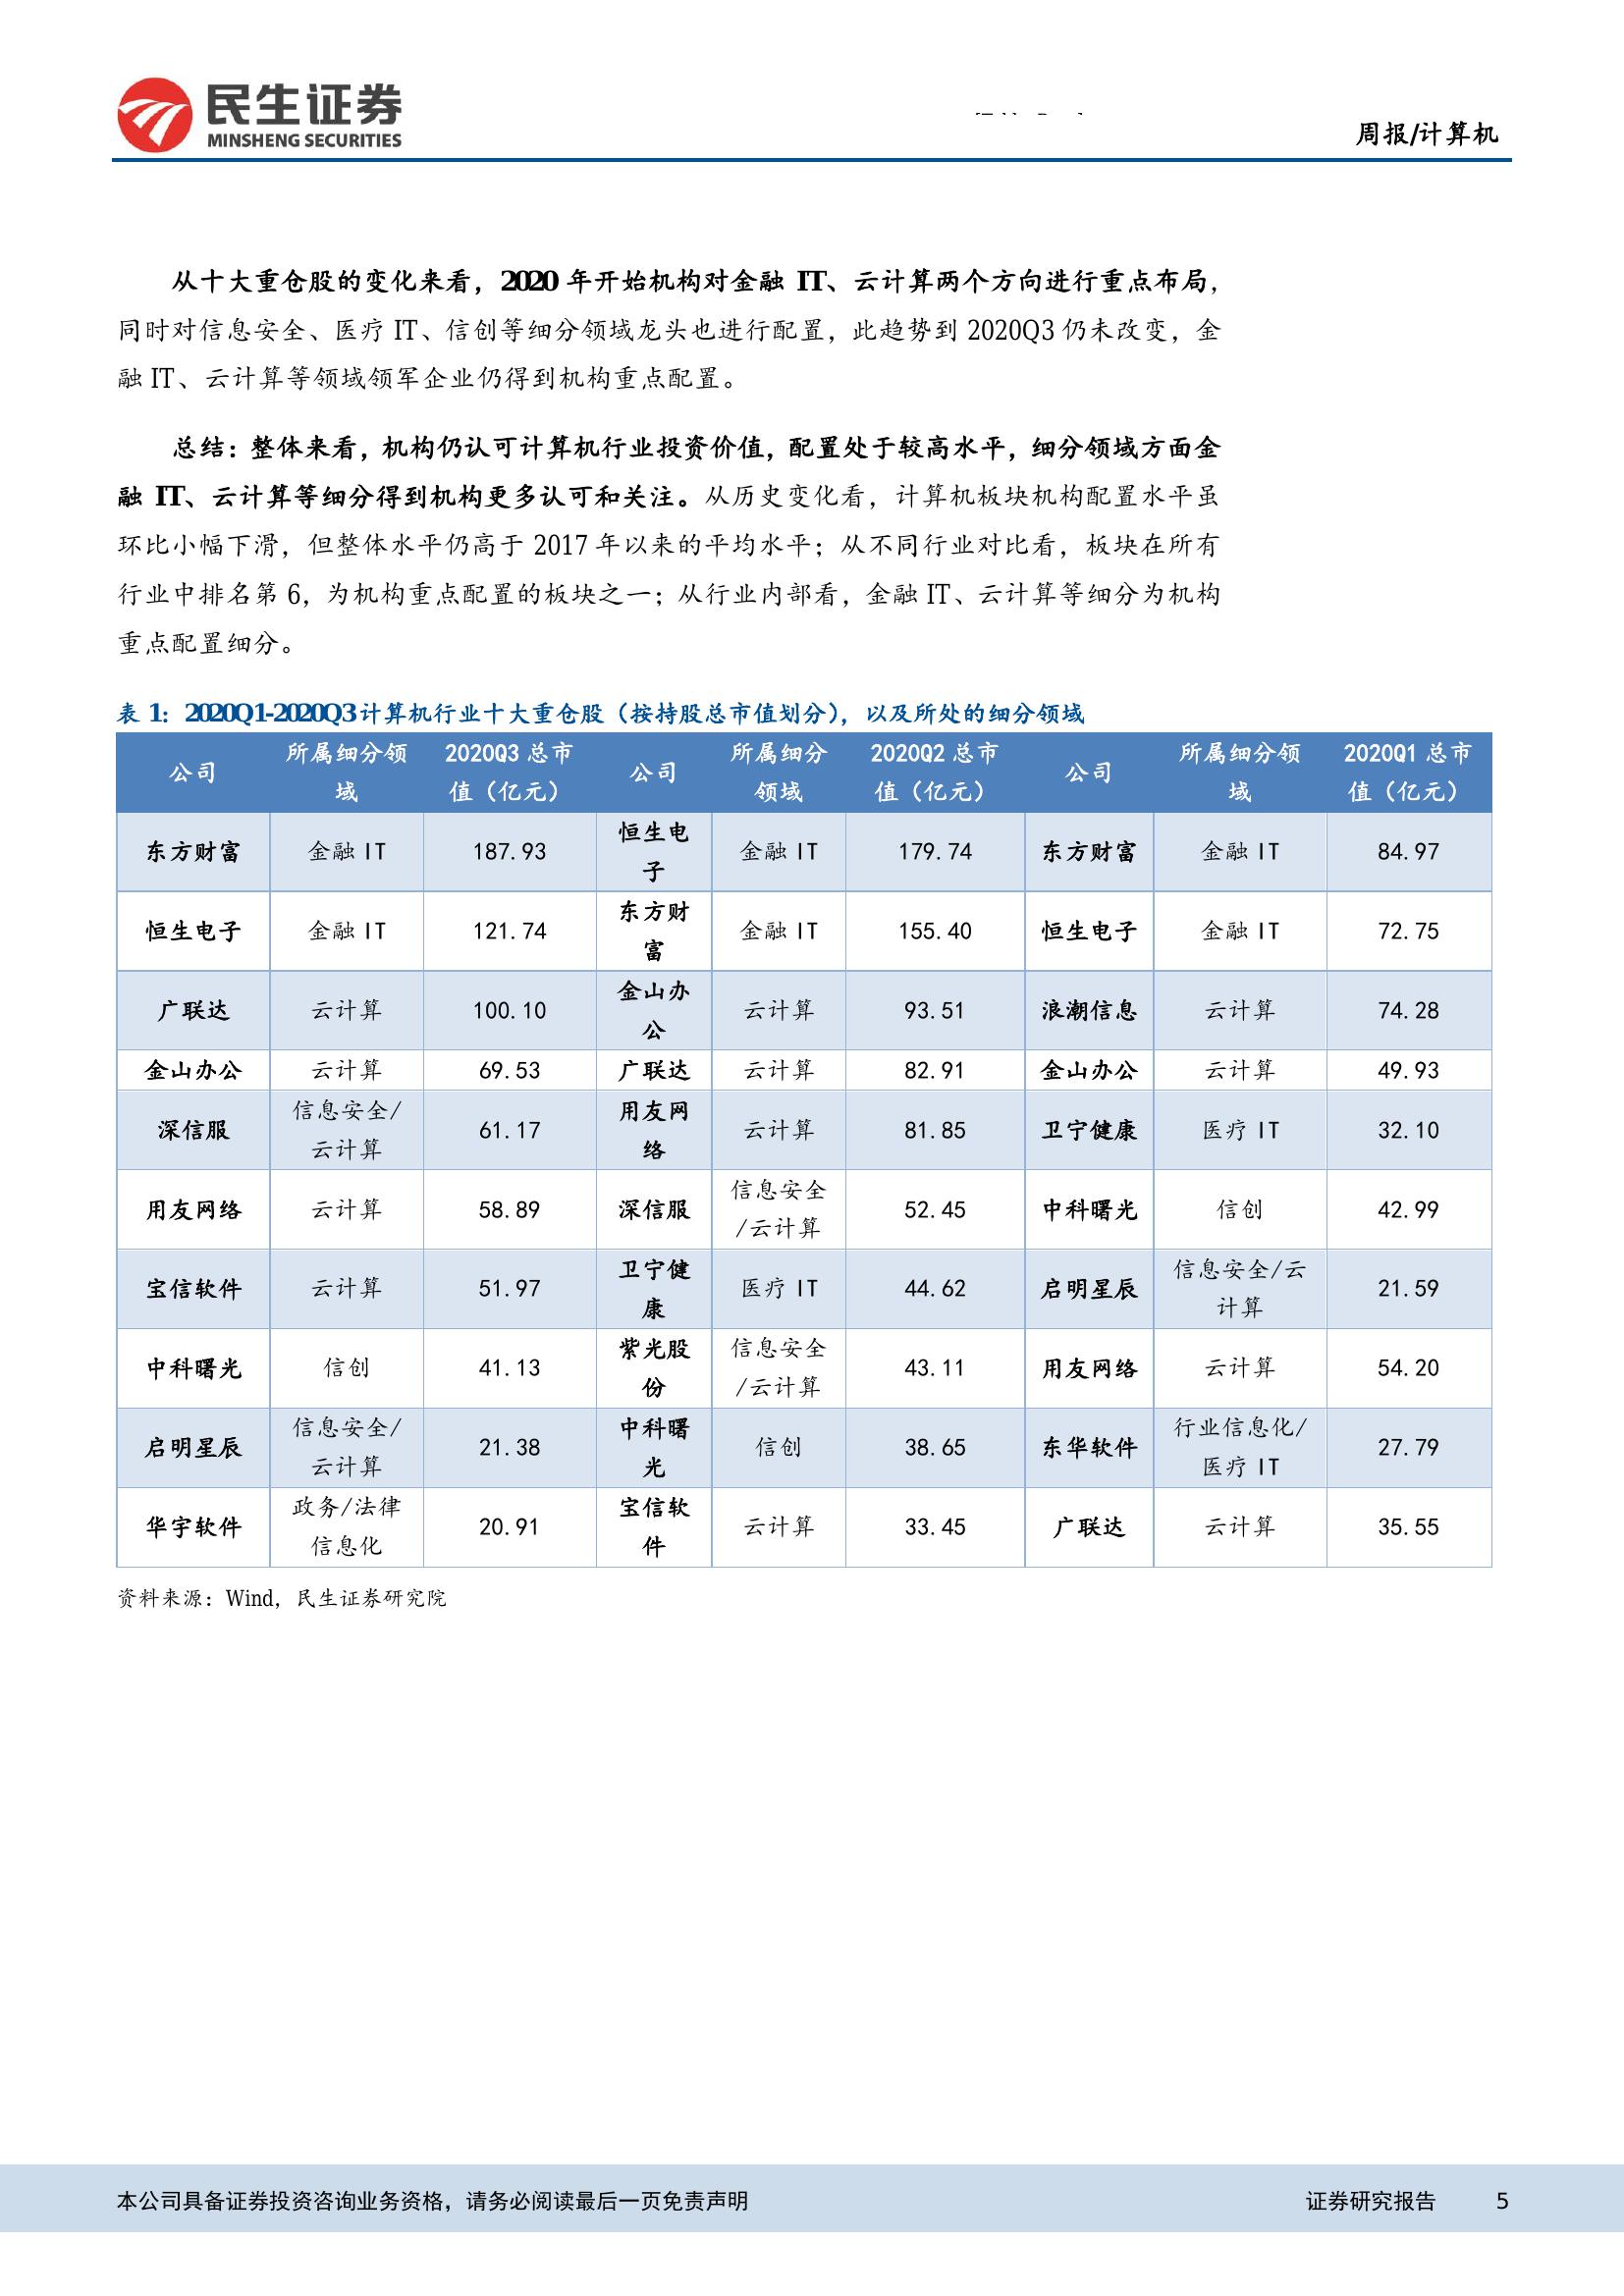 民生证券
MINSHENG SECURITIES
周报/计算机
从十大重仓股的变化来看，2020 年开始机构对金融 IT、云计算两个方向进行重点布局，
同时对信息安全、医疗 IT、信创等细分领域龙头也进行配置，此趋势到 2020Q3 仍未改变，金
融 IT、云计算等领域领军企业仍得到机构重点配置。
总结：整体来看，机构仍认可计算机行业投资价值，配置处于较高水平，细分领域方面金
融 IT、云计算等细分得到机构更多认可和关注。从历史变化看，计算机板块机构配置水平虽
环比小幅下滑，但整体水平仍高于 2017 年以来的平均水平；从不同行业对比看，板块在所有
行业中排名第 6，为机构重点配置的板块之一；从行业内部看，金融 IT、云计算等细分为机构
重点配置细分。
表 1：2020Q1-2020Q3 计算机行业十大重仓股（按持股总市值划分），以及所处的细分领域
公司 所属细分领域 2020Q3 总市值（亿元） 公司 所属细分领域 2020Q2 总市值（亿元） 公司 所属细分领域 2020Q1 总市值（亿元）
东方财富 金融 IT 187.93 恒生电子 金融 IT 179.74 东方财富 金融 IT 84.97
恒生电子 金融 IT 121.74 东方财富 金融 IT 155.40 恒生电子 金融 IT 72.75
广联达 云计算 100.10 金山办公 云计算 93.51 浪潮信息 云计算 74.28
金山办公 云计算 69.53 广联达 云计算 82.91 金山办公 云计算 49.93
深信服 信息安全/云计算 61.17 用友网络 云计算 81.85 卫宁健康 医疗 IT 32.10
用友网络 云计算 58.89 深信服 信息安全/云计算 52.45 中科曙光 信创 42.99
宝信软件 云计算 51.97 卫宁健康 医疗 IT 44.62 启明星辰 信息安全/云计算 21.59
中科曙光 信创 41.13 紫光股份 信息安全/云计算 43.11 用友网络 云计算 54.20
启明星辰 信息安全/云计算 21.38 中科曙光 信创 38.65 东华软件 行业信息化/医疗 IT 27.79
华宇软件 政务/法律信息化 20.91 宝信软件 云计算 33.45 广联达 云计算 35.55
资料来源：Wind，民生证券研究院
本公司具备证券投资咨询业务资格，请务必阅读最后一页免责声明 证券研究报告 5